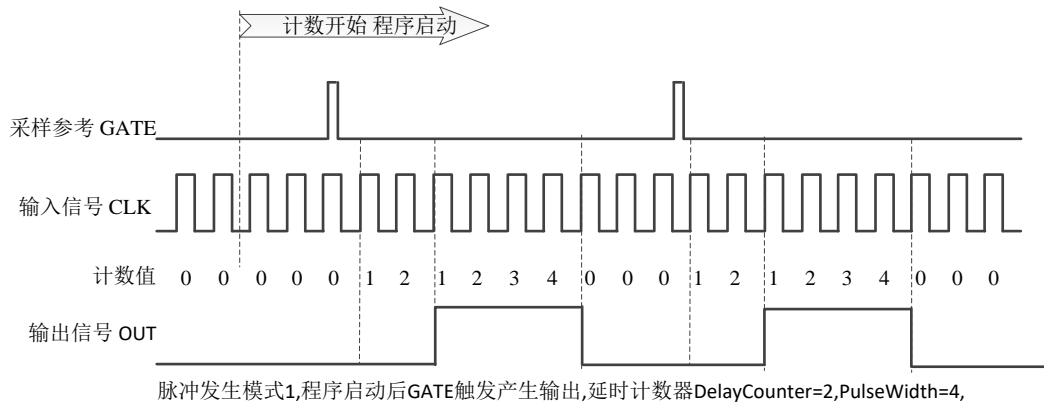 计数开始 程序启动
采样参考 GATE
输入信号 CLK
计数值 0 0 0 0 0 1 2 1 2 3 4 0 0 0 1 2 1 2 3 4 0 0 0
输出信号 OUT
脉冲发生模式1,程序启动后GATE触发产生输出,延时计数器DelayCounter=2,PulseWidth=4,